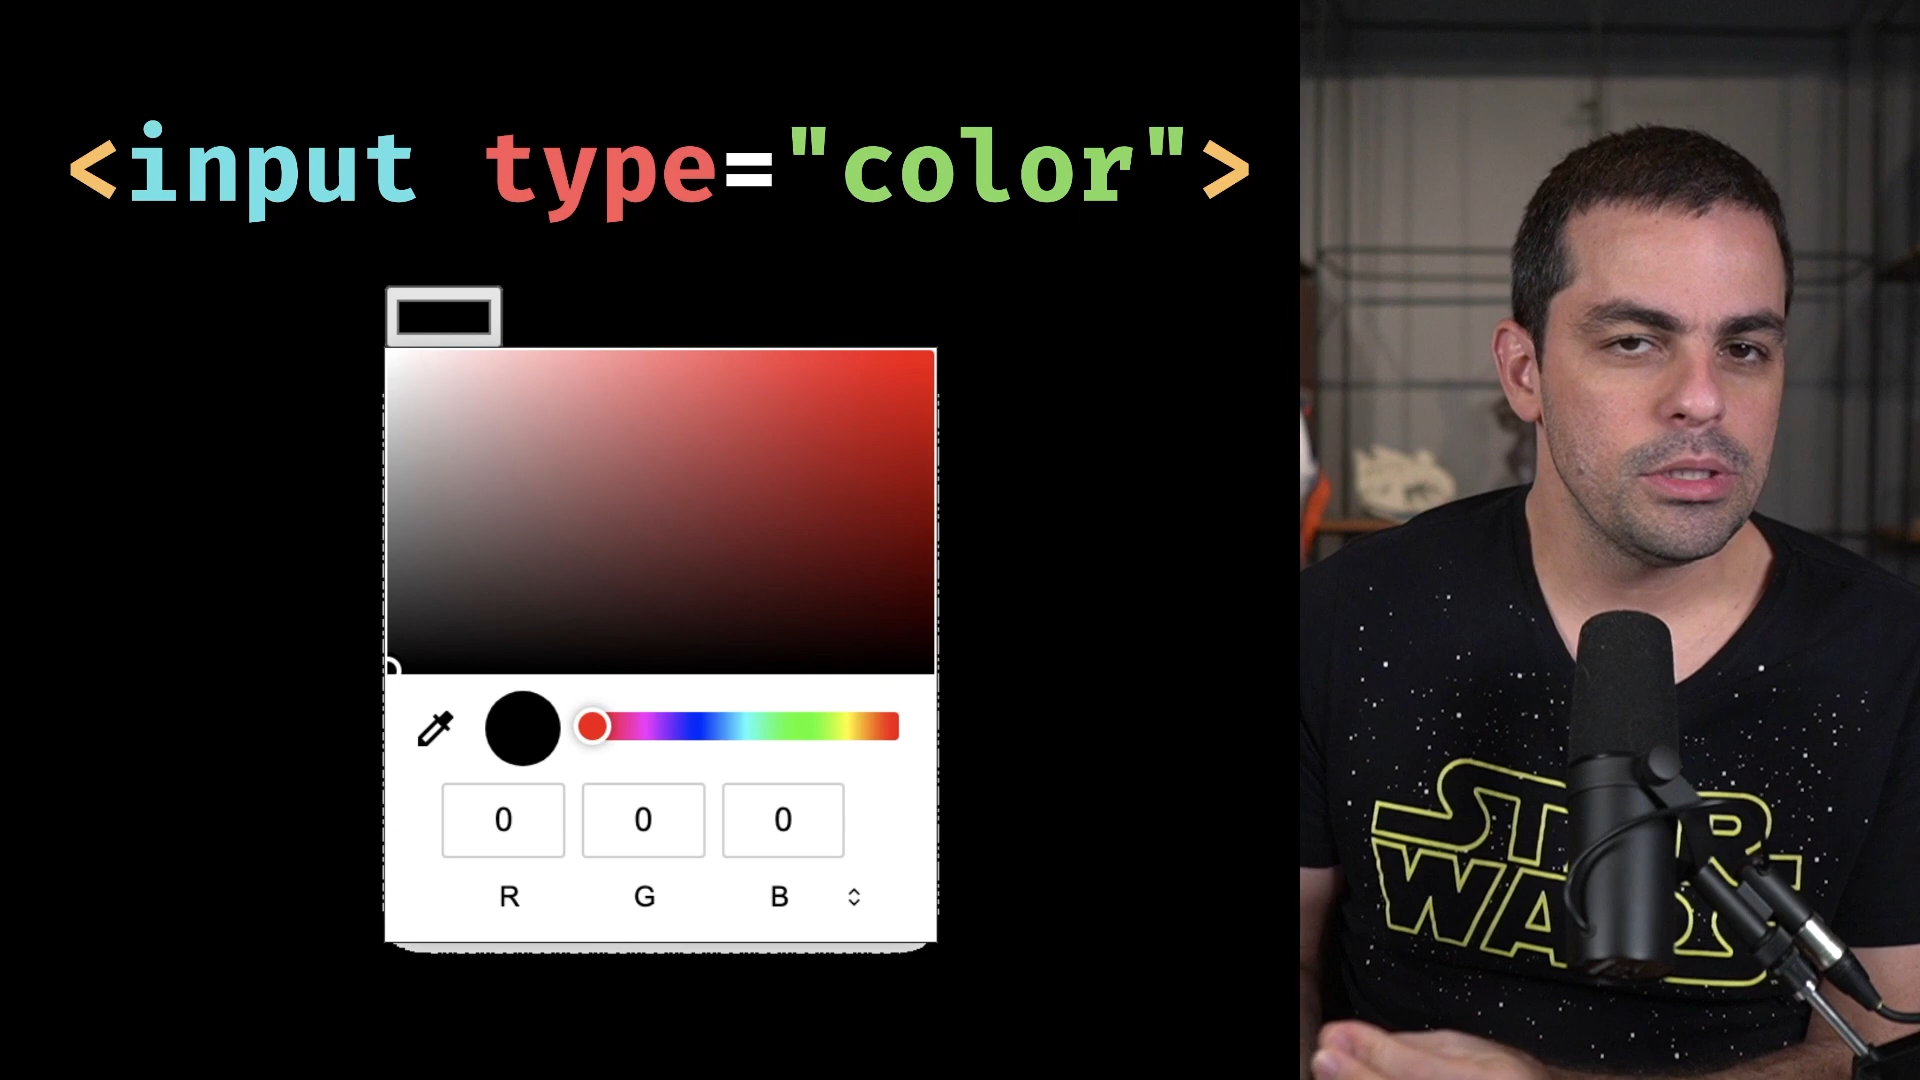 <input type="color">
0 0 0
R G B
STAR
WARS